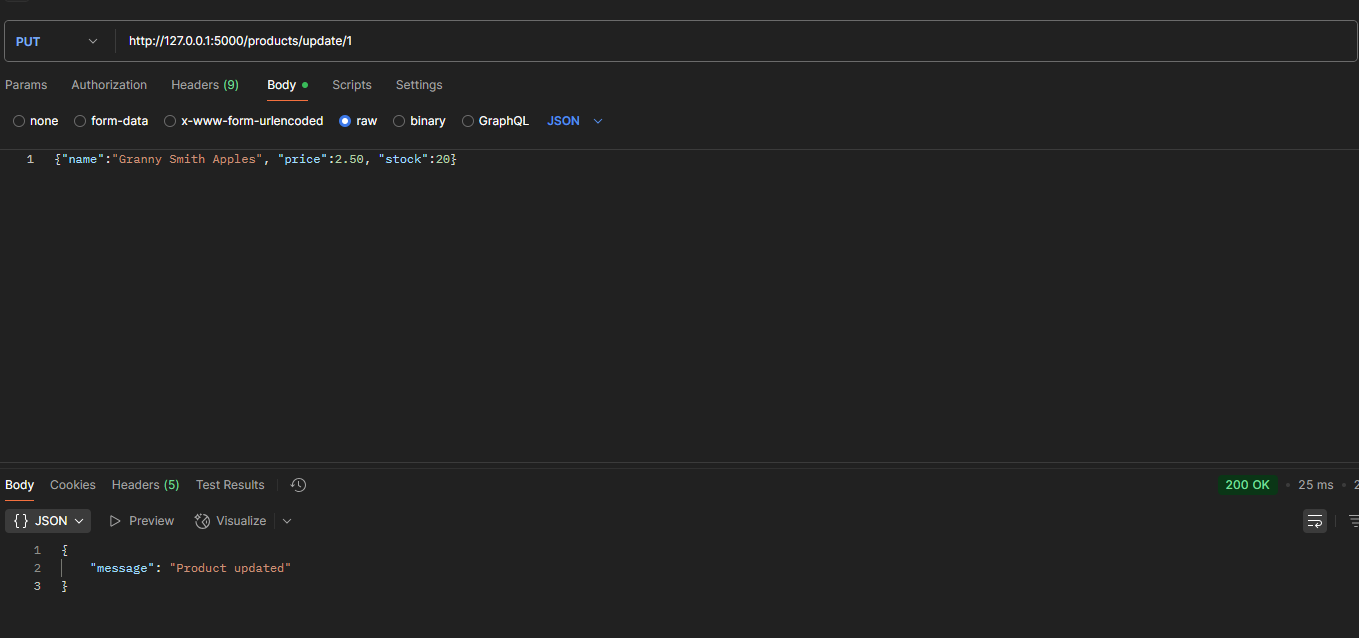 PUT http://127.0.0.1:5000/products/update/1
Params Authorization Headers (9) Body Scripts Settings
none form-data x-www-form-urlencoded raw binary GraphQL JSON
1 {"name":"Granny Smith Apples", "price":2.50, "stock":20}
Body Cookies Headers (5) Test Results 200 OK • 25 ms •
{} JSON Preview Visualize
1 {
2 "message": "Product updated"
3 }